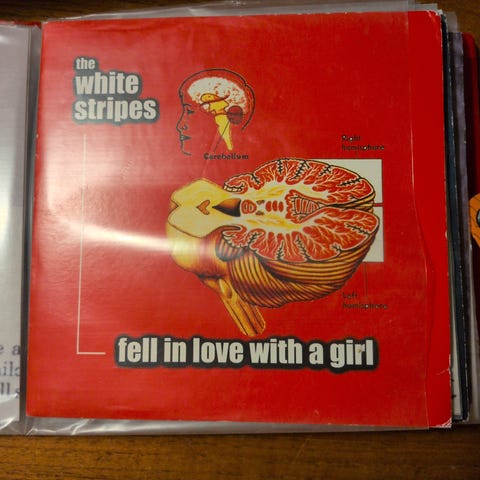 the
white
stripes
Cerebellum
Right
hemisphere
Left
hemisphere
fell in love with a girl